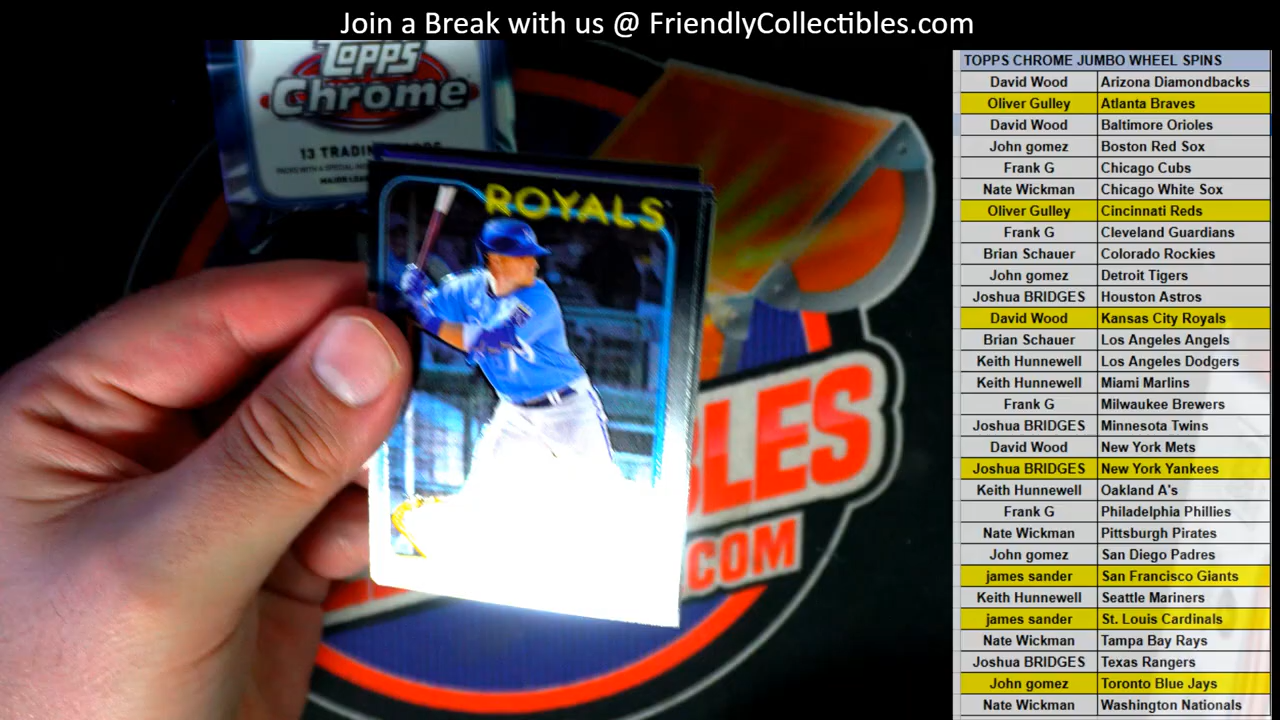 Join a Break with us @ FriendlyCollectibles.com
Topps
Chrome
13 TRADING
ROYALS
BLES
.COM
TOPPS CHROME JUMBO WHEEL SPINS
David Wood Arizona Diamondbacks
Oliver Gulley Atlanta Braves
David Wood Baltimore Orioles
John gomez Boston Red Sox
Frank G Chicago Cubs
Nate Wickman Chicago White Sox
Oliver Gulley Cincinnati Reds
Frank G Cleveland Guardians
Brian Schauer Colorado Rockies
John gomez Detroit Tigers
Joshua BRIDGES Houston Astros
David Wood Kansas City Royals
Brian Schauer Los Angeles Angels
Keith Hunnewell Los Angeles Dodgers
Keith Hunnewell Miami Marlins
Frank G Milwaukee Brewers
Joshua BRIDGES Minnesota Twins
David Wood New York Mets
Joshua BRIDGES New York Yankees
Keith Hunnewell Oakland A's
Frank G Philadelphia Phillies
Nate Wickman Pittsburgh Pirates
John gomez San Diego Padres
james sander San Francisco Giants
Keith Hunnewell Seattle Mariners
james sander St. Louis Cardinals
Nate Wickman Tampa Bay Rays
Joshua BRIDGES Texas Rangers
John gomez Toronto Blue Jays
Nate Wickman Washington Nationals